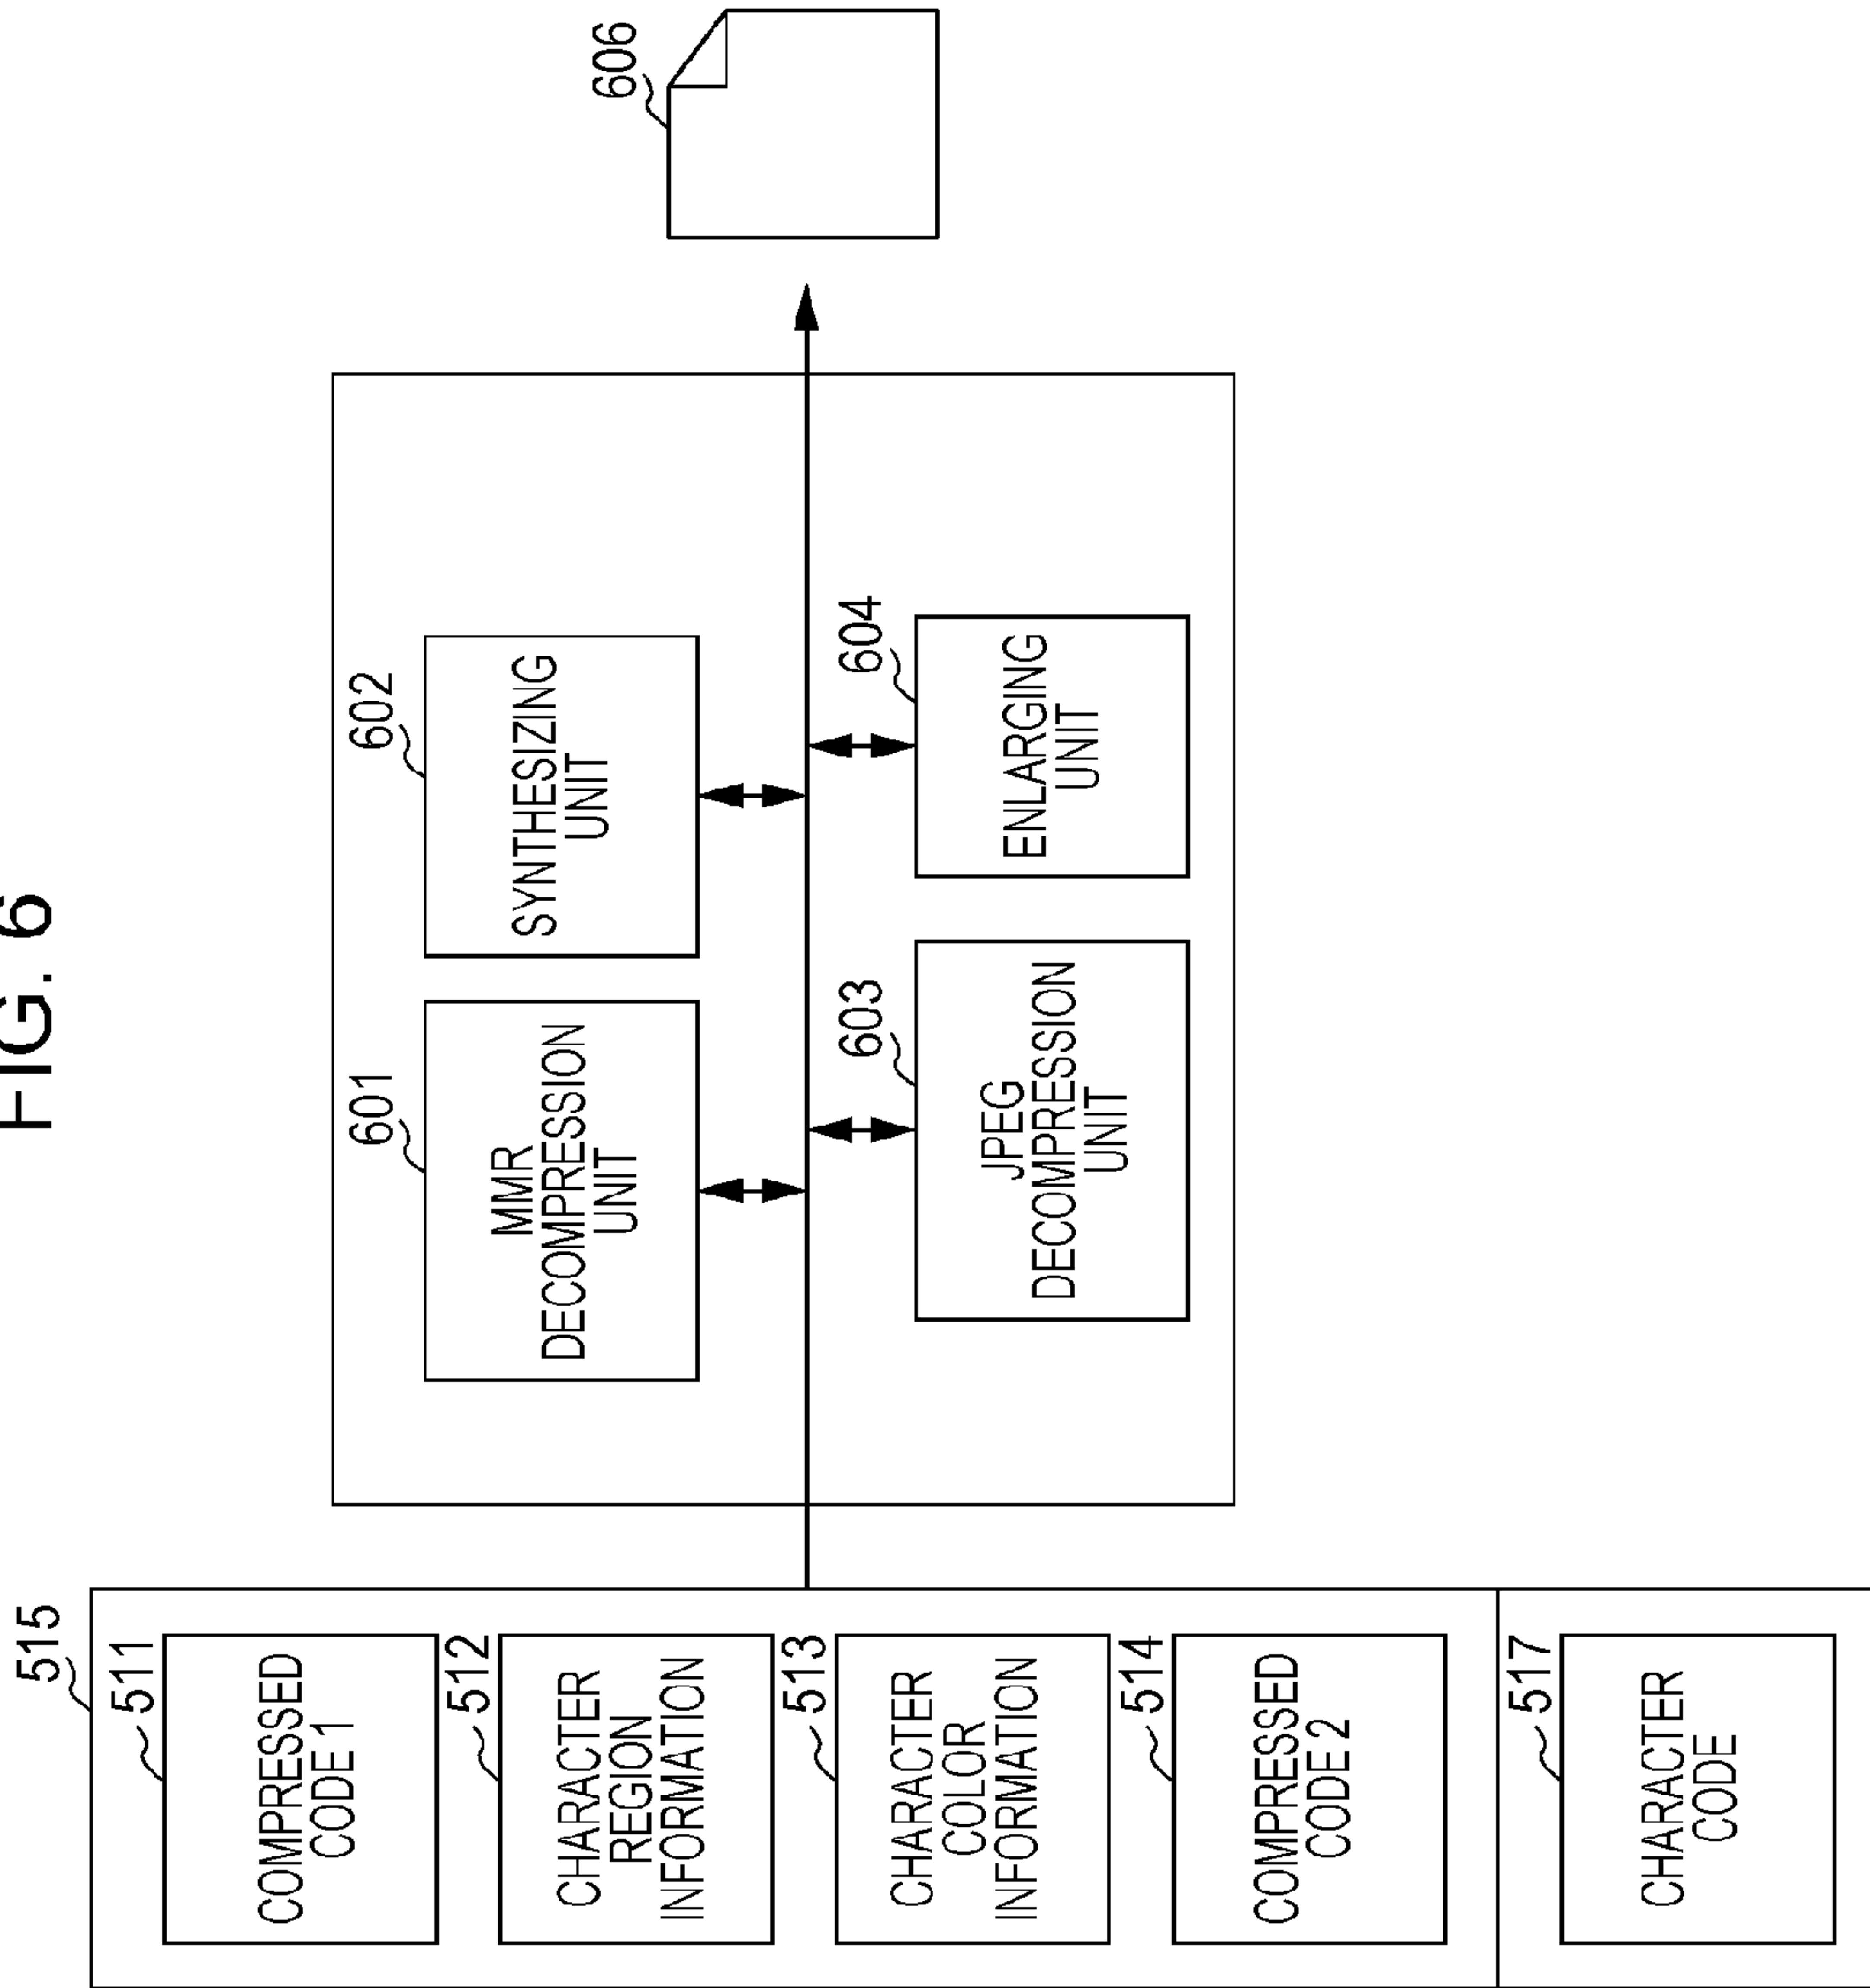 FIG. 6
515
511
COMPRESSED
CODE 1
512
CHARACTER
REGION
INFORMATION
513
CHARACTER
COLOR
INFORMATION
514
COMPRESSED
CODE 2
517
CHARACTER
CODE
601
MMR
DECOMPRESSION
UNIT
602
SYNTHESIZING
UNIT
603
JPEG
DECOMPRESSION
UNIT
604
ENLARGING
UNIT
606